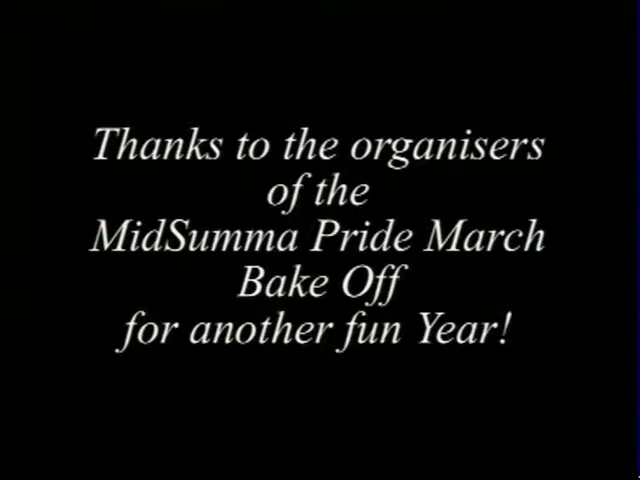 Thanks to the organisers
of the
MidSumma Pride March
Bake Off
for another fun Year!